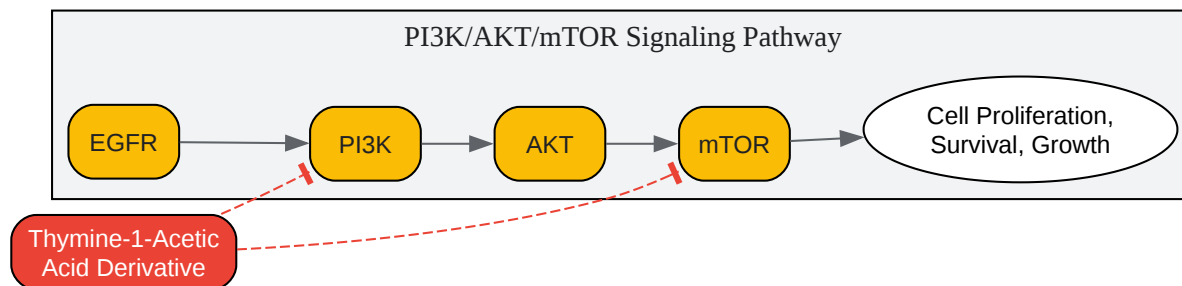 PI3K/AKT/mTOR Signaling Pathway
EGFR
PI3K
AKT
mTOR
Cell Proliferation,
Survival, Growth
Thymine-1-Acetic
Acid Derivative